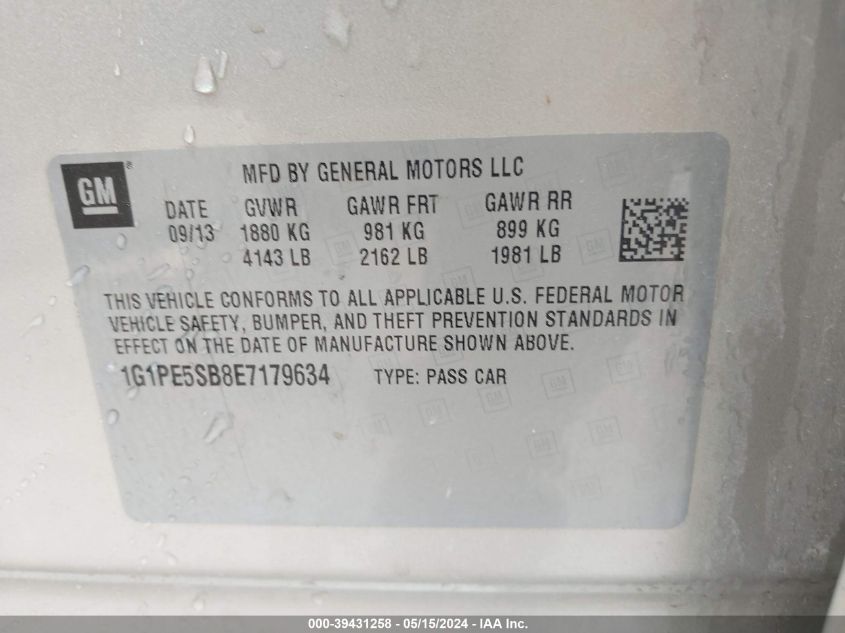 GM ® MFD BY GENERAL MOTORS LLC
DATE GVWR GAWR FRT GAWR RR
09/13 1880 KG 981 KG 899 KG
4143 LB 2162 LB 1981 LB
THIS VEHICLE CONFORMS TO ALL APPLICABLE U.S. FEDERAL MOTOR
VEHICLE SAFETY, BUMPER, AND THEFT PREVENTION STANDARDS IN
EFFECT ON THE DATE OF MANUFACTURE SHOWN ABOVE.
1G1PE5SB8E7179634 TYPE: PASS CAR
000-39431258 - 05/15/2024 - IAA Inc.